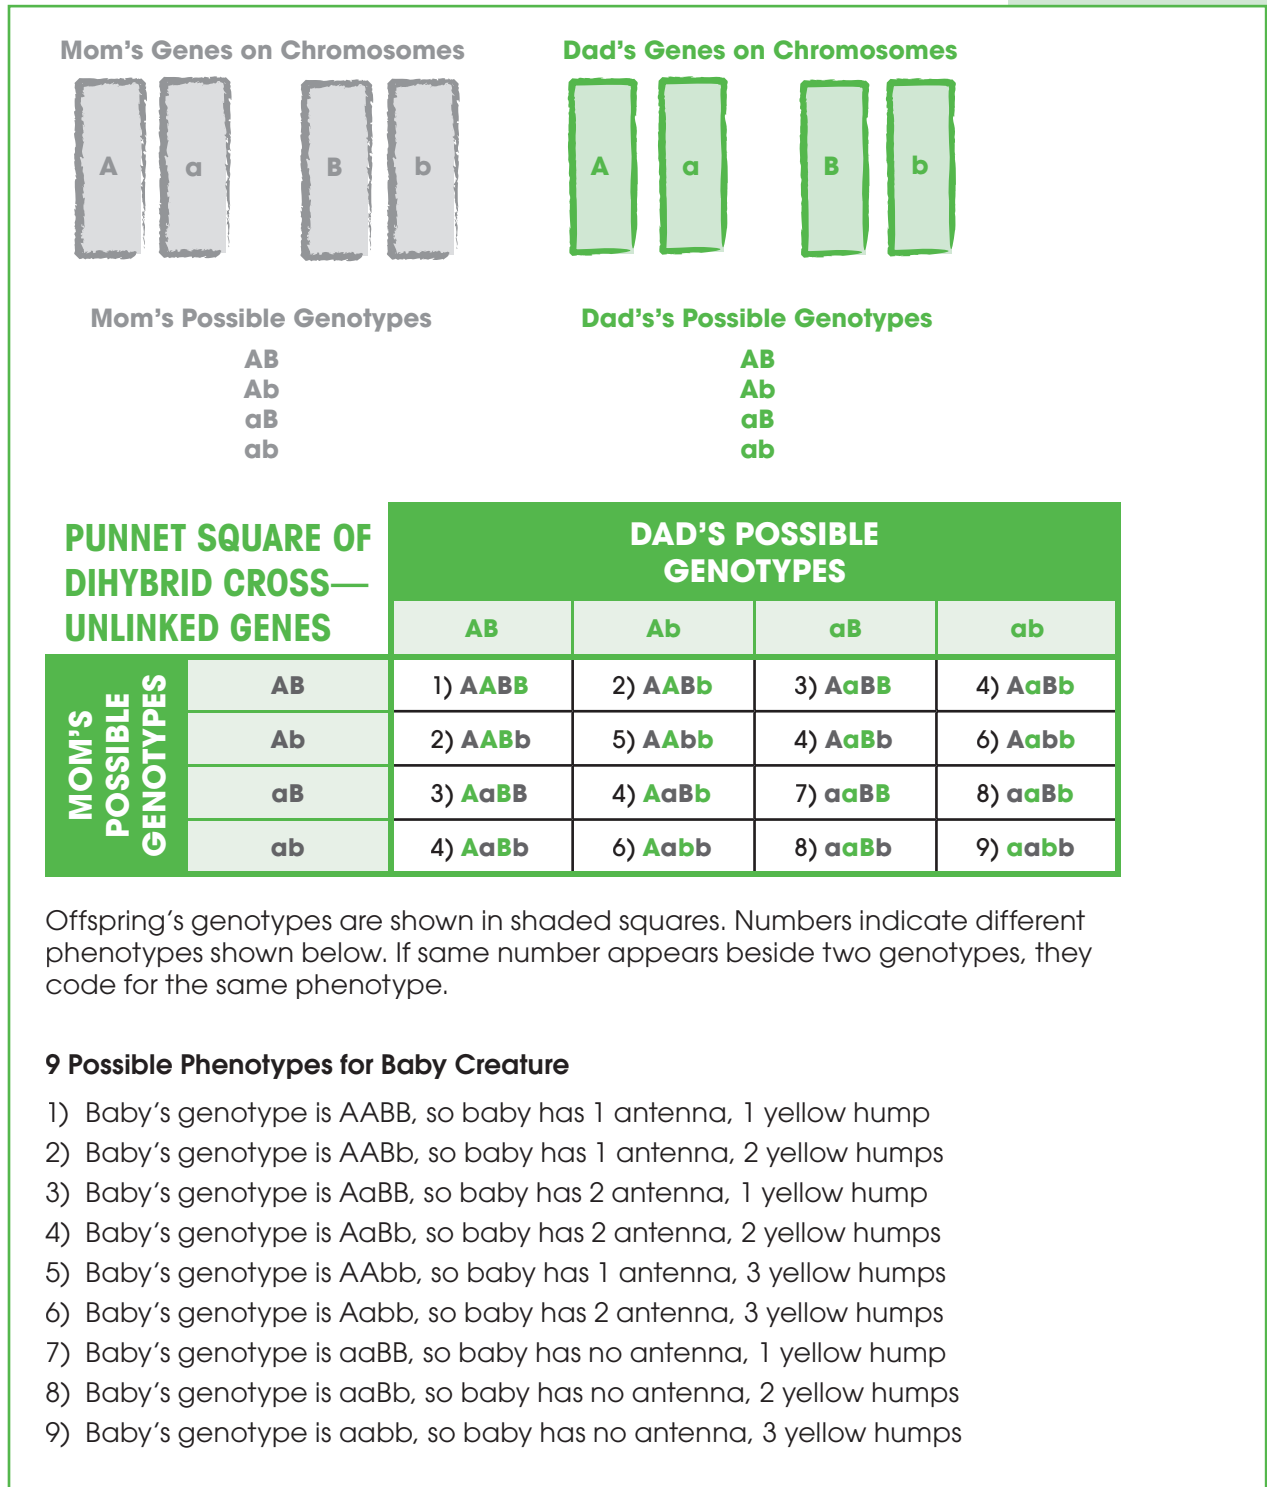 Mom’s Genes on Chromosomes
Dad’s Genes on Chromosomes
A a B b
A a B b
Mom’s Possible Genotypes
AB
Ab
aB
ab
Dad’s’s Possible Genotypes
AB
Ab
aB
ab
PUNNET SQUARE OF
DIHYBRID CROSS—
UNLINKED GENES
DAD’S POSSIBLE
GENOTYPES
AB Ab aB ab
MOM’S
POSSIBLE
GENOTYPES
AB 1) AABB 2) AABb 3) AaBB 4) AaBb
Ab 2) AABb 5) AAbb 4) AaBb 6) Aabb
aB 3) AaBB 4) AaBb 7) aaBB 8) aaBb
ab 4) AaBb 6) Aabb 8) aaBb 9) aabb
Offspring’s genotypes are shown in shaded squares. Numbers indicate different
phenotypes shown below. If same number appears beside two genotypes, they
code for the same phenotype.
9 Possible Phenotypes for Baby Creature
1) Baby’s genotype is AABB, so baby has 1 antenna, 1 yellow hump
2) Baby’s genotype is AABb, so baby has 1 antenna, 2 yellow humps
3) Baby’s genotype is AaBB, so baby has 2 antenna, 1 yellow hump
4) Baby’s genotype is AaBb, so baby has 2 antenna, 2 yellow humps
5) Baby’s genotype is AAbb, so baby has 1 antenna, 3 yellow humps
6) Baby’s genotype is Aabb, so baby has 2 antenna, 3 yellow humps
7) Baby’s genotype is aaBB, so baby has no antenna, 1 yellow hump
8) Baby’s genotype is aaBb, so baby has no antenna, 2 yellow humps
9) Baby’s genotype is aabb, so baby has no antenna, 3 yellow humps